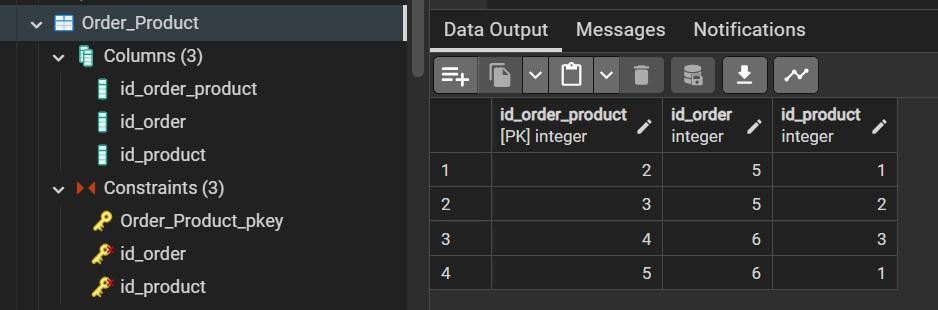 Order_Product
Columns (3)
id_order_product
id_order
id_product
Constraints (3)
Order_Product_pkey
id_order
id_product
Data Output Messages Notifications
id_order_product id_order id_product
[PK] integer integer integer
1 2 5 1
2 3 5 2
3 4 6 3
4 5 6 1